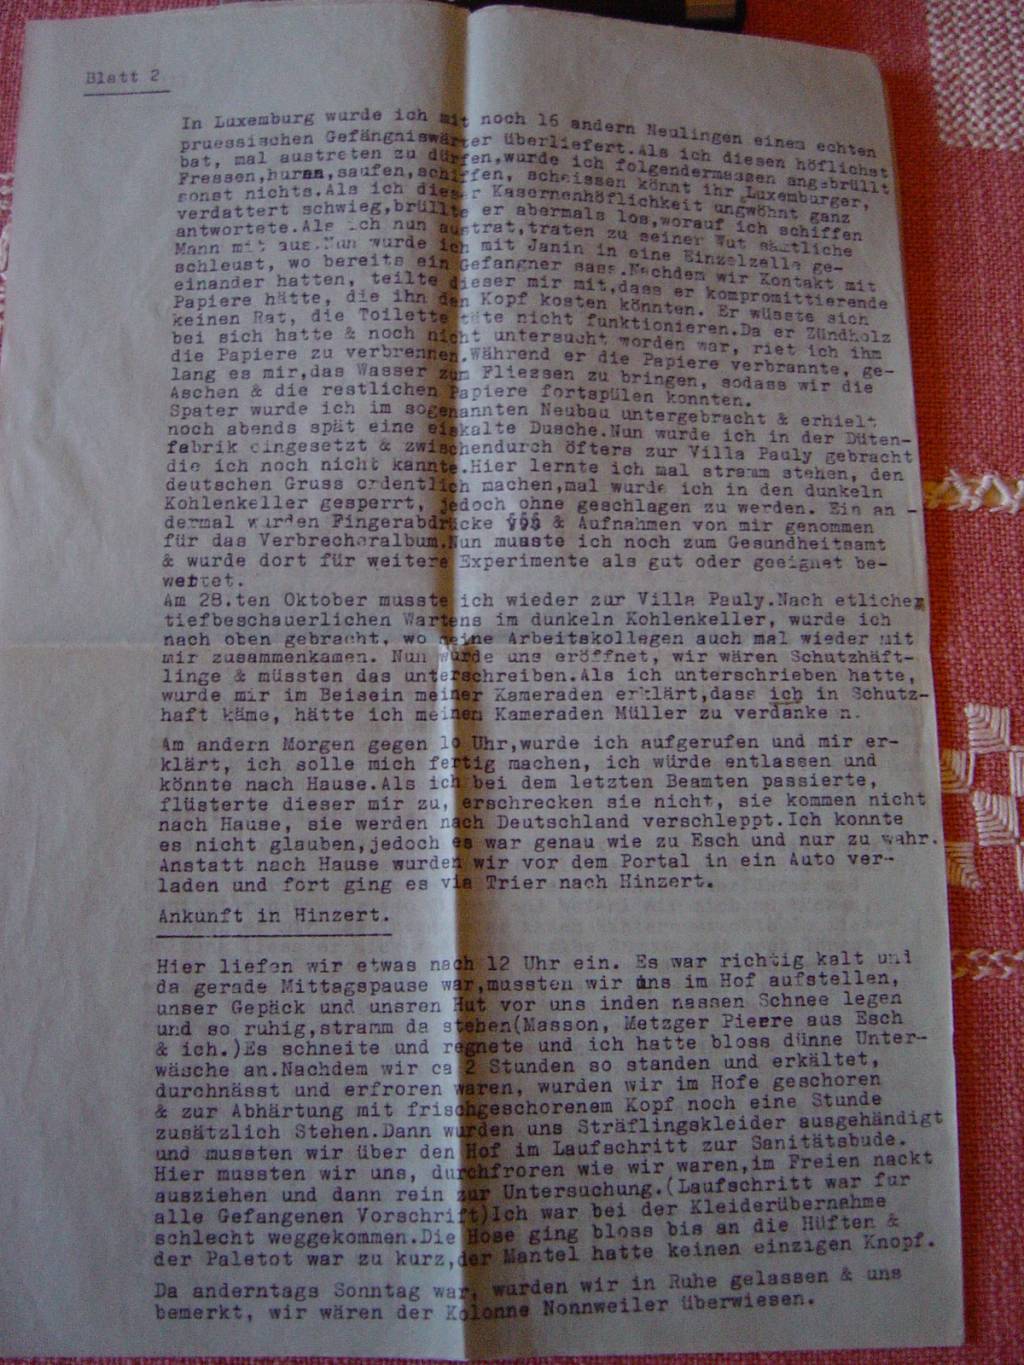 Blatt 2
In Luxemburg wurde ich mit noch 16 andern Neulingen einem echten
pruessischen Gefängniswärter überliefert.Als ich diesen höflichst
bat, mal austreten zu dürfen,wurde ich folgendermassen angebrüllt
Fressen,huren,saufen,schiffen, scheissen könnt ihr Luxemburger,
sonst nichts.Als ich dieser Kasernenhöflichkeit ungwöhnt ganz
verdattert schwieg,brüllte er abermals los,worauf ich schiffen
antwortete.Als ich nun austrat,traten zu seiner Wut sämtliche
Mann mit aus.Nun wurde ich mit Janin in eine Einzelzelle ge-
schleust, wo bereits ein Gefangner sass.Nachdem wir Kontakt mit
einander hatten, teilte dieser mir mit,dass er kompromittierende
Papiere hätte, die ihn den Kopf kosten könnten. Er wüsste sich
keinen Rat, die Toilette täte nicht funktionieren.Da er Zündholz
bei sich hatte & noch nicht untersucht worden war, riet ich ihm
die Papiere zu verbrennen.Während er die Papiere verbrannte, ge-
lang es mir,das Wasser zum Fliessen zu bringen, sodass wir die
Aschen & die restlichen Papiere fortspülen konnten.
Spater wurde ich im sogenannten Neubau untergebracht & erhielt
noch abends spät eine eiskalte Dusche.Nun wurde ich in der Düten-
fabrik eingesetzt & zwischendurch öfters zur Villa Pauly gebracht
die ich noch nicht kannte.Hier lernte ich mal stramm stehen, den
deutschen Gruss ordentlich machen,mal wurde ich in den dunkeln
Kohlenkeller gesperrt, jedoch ohne geschlagen zu werden. Ein an -
dermal wurden Fingerabdrücke & Aufnahmen von mir genommen
für das Verbrecheralbum.Nun musste ich noch zum Gesundheitsamt
& wurde dort für weitere Experimente als gut oder geeignet be-
wertet.
Am 28.ten Oktober musste ich wieder zur Villa Pauly.Nach etlichem
tiefbeschauerlichen Wartens im dunkeln Kohlenkeller, wurde ich
nach oben gebracht, wo meine Arbeitskollegen auch mal wieder mit
mir zusammenkamen. Nun wurde uns eröffnet, wir wären Schutzhäft-
linge & müssten das unterschreiben.Als ich unterschrieben hatte,
wurde mir im Beisein meiner Kameraden erklärt,dass ich in Schutz-
haft käme, hätte ich meinen Kameraden Müller zu verdanke n.
Am andern Morgen gegen 10 Uhr,wurde ich aufgerufen und mir er-
klärt, ich solle mich fertig machen, ich würde entlassen und
könnte nach Hause.Als ich bei dem letzten Beamten passierte,
flüsterte dieser mir zu, erschrecken sie nicht, sie kommen nicht
nach Hause, sie werden nach Deutschland verschleppt.Ich konnte
es nicht glauben,jedoch es war genau wie zu Esch und nur zu wahr.
Anstatt nach Hause wurden wir vor dem Portal in ein Auto ver-
laden und fort ging es via Trier nach Hinzert.
Ankunft in Hinzert.
Hier liefen wir etwas nach 12 Uhr ein. Es war richtig kalt und
da gerade Mittagspause war,mussten wir uns im Hof aufstellen,
unser Gepäck und unsren Hut vor uns inden nassen Schnee legen
und so ruhig,stramm da stehen(Masson, Metzger Pierre aus Esch
& ich.)Es schneite und regnete und ich hatte bloss dünne Unter-
wäsche an.Nachdem wir ca 2 Stunden so standen und erkältet,
durchnässt und erfroren waren, wurden wir im Hofe geschoren
& zur Abhärtung mit frischgeschorenem Kopf noch eine Stunde
zusätzlich Stehen.Dann wurden uns Sträflingskleider ausgehändigt
und mussten wir über den Hof im Laufschritt zur Sanitätsbude.
Hier mussten wir uns, durchfroren wie wir waren,im Freien nackt
ausziehen und dann rein zur Untersuchung.(Laufschritt war fur
alle Gefangenen Vorschrift)Ich war bei der Kleiderübernahme
schlecht weggekommen.Die Hose ging bloss bis an die Hüften &
der Paletot war zu kurz,der Mantel hatte keinen einzigen Knopf.
Da anderntags Sonntag war, wurden wir in Ruhe gelassen & uns
bemerkt, wir wären der Kolonne Nonnweiler überwiesen.